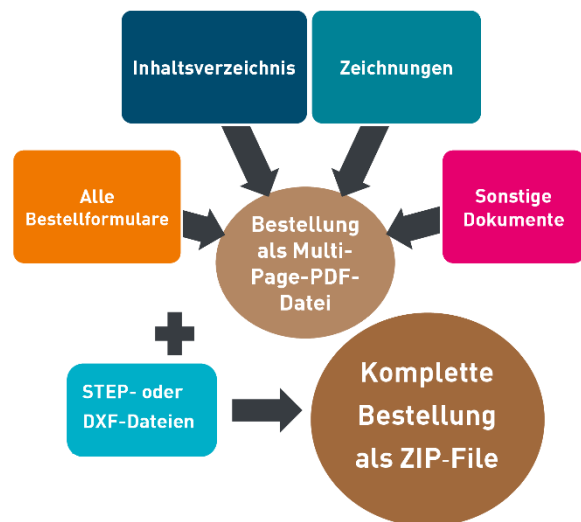 Inhaltsverzeichnis
Zeichnungen
Alle
Bestellformulare
Sonstige
Dokumente
Bestellung
als Multi-
Page-PDF-
Datei
STEP- oder
DXF-Dateien
Komplette
Bestellung
als ZIP-File